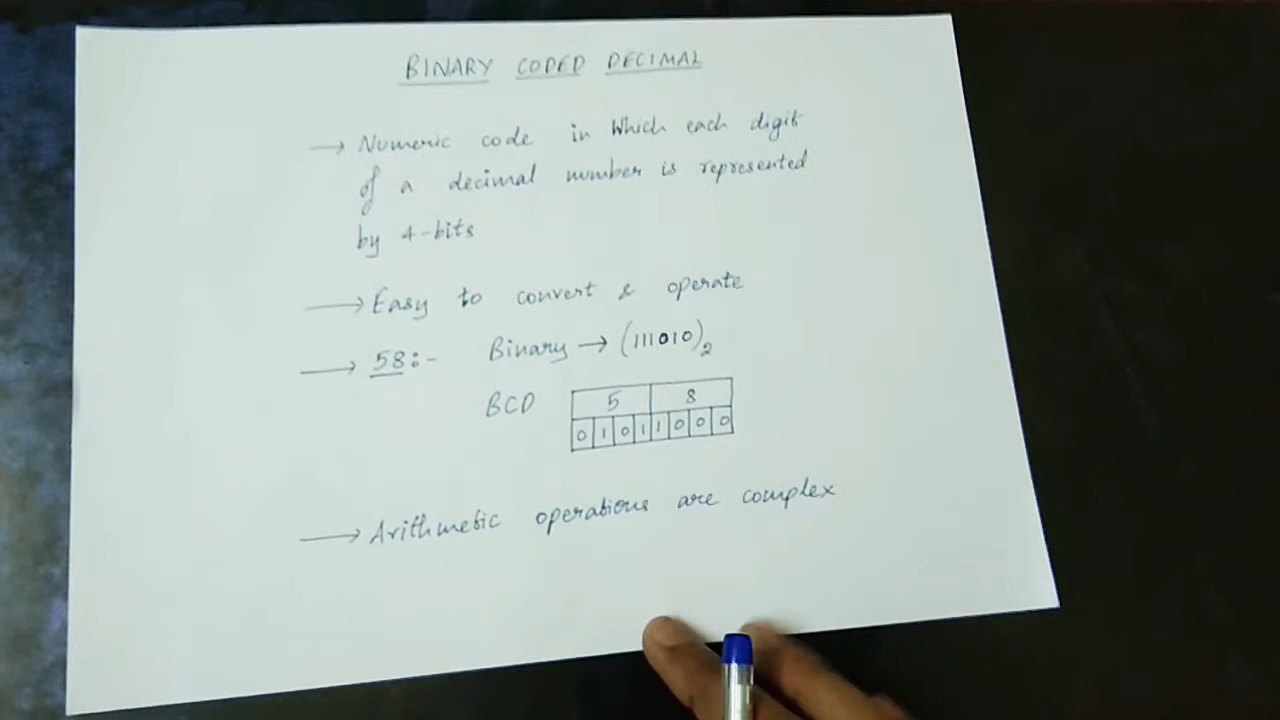 BINARY CODED DECIMAL
→ Numeric code in Which each digit
of a decimal number is represented
by 4-bits
→ Easy to convert & operate
→ 58:- Binary → (111010)2
BCD 5 8
0 1 0 1 1 0 0 0
→ Arithmetic operations are complex